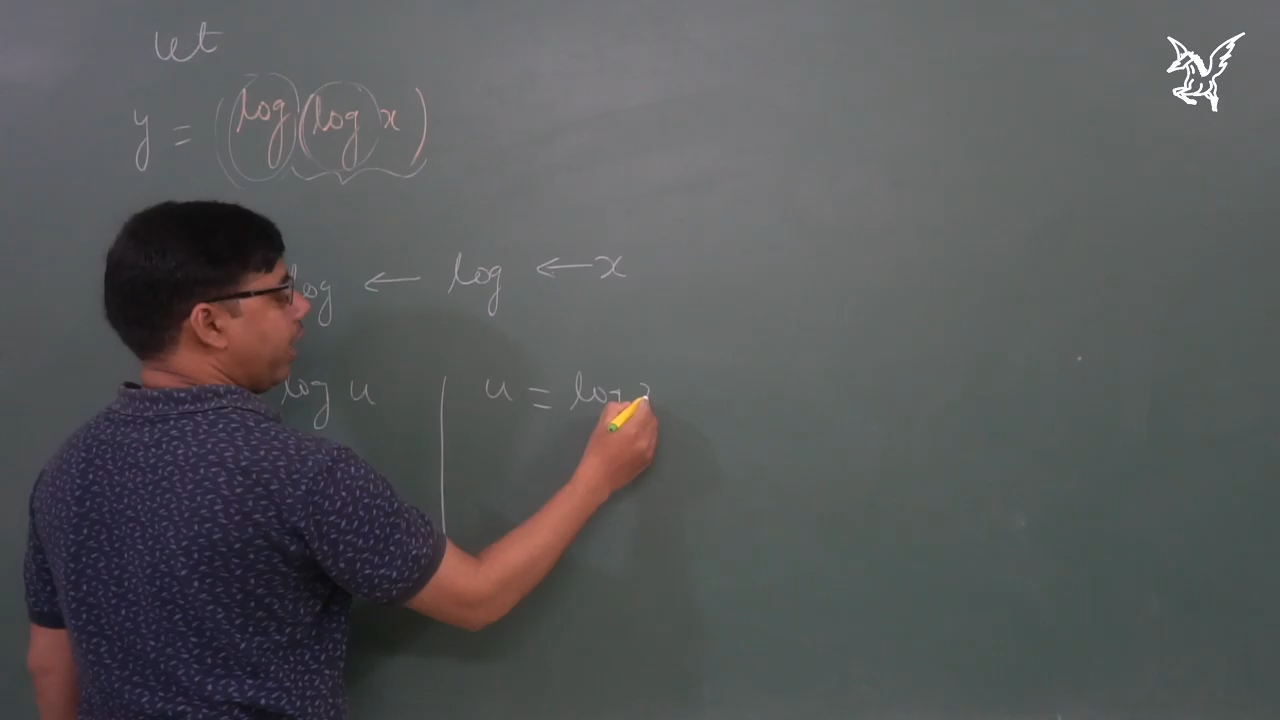 let
y = (log (log x)
log ← log ← x
log u | u = log